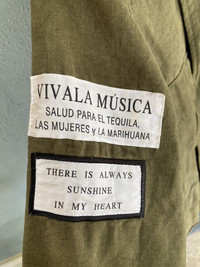 VIVALA MÚSICA
SALUD PARA EL TEQUILA,
LAS MUJERES y LA MARIHUANA
THERE IS ALWAYS
SUNSHINE
IN MY HEART